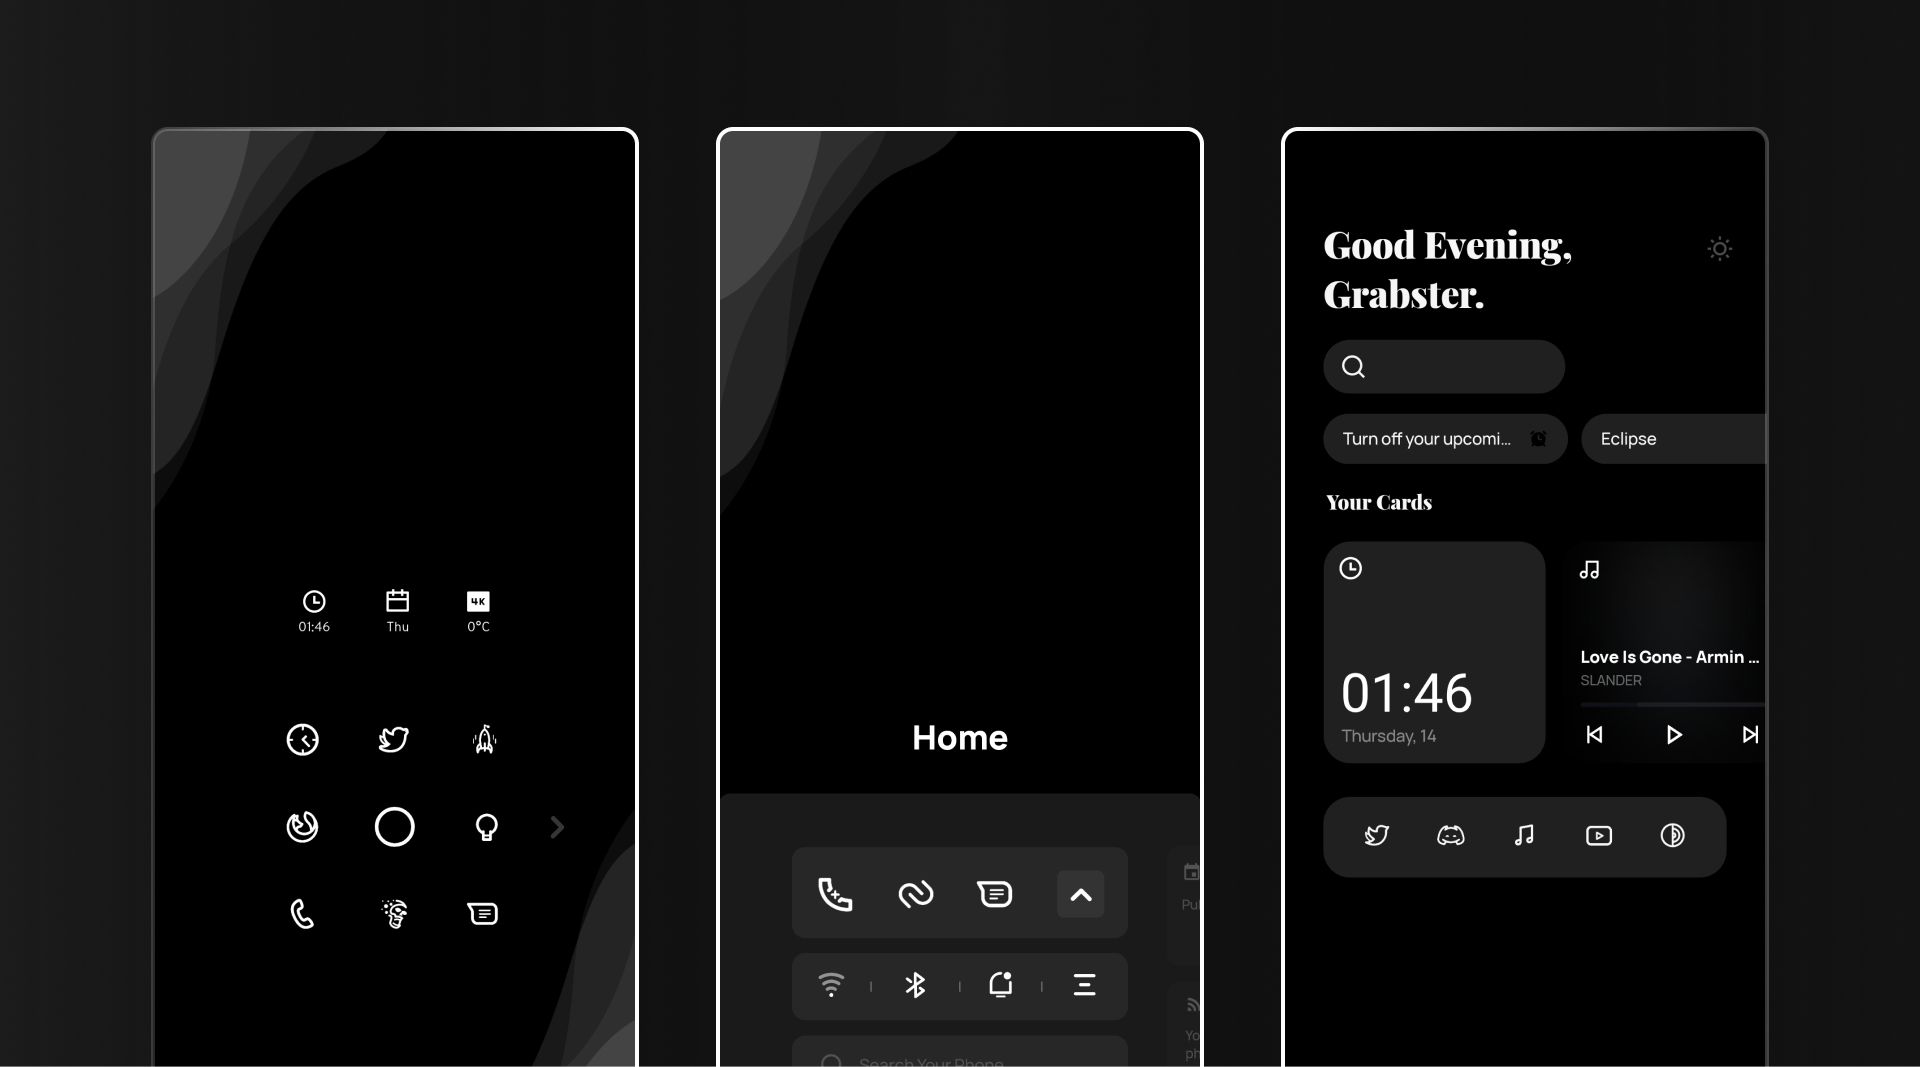 01:46
Thu
4K
0°C
Home
Search Your Phone
Pul
Yo
ph
Good Evening,
Grabster.
Turn off your upcomi...
Eclipse
Your Cards
01:46
Thursday, 14
Love Is Gone - Armin ...
SLANDER